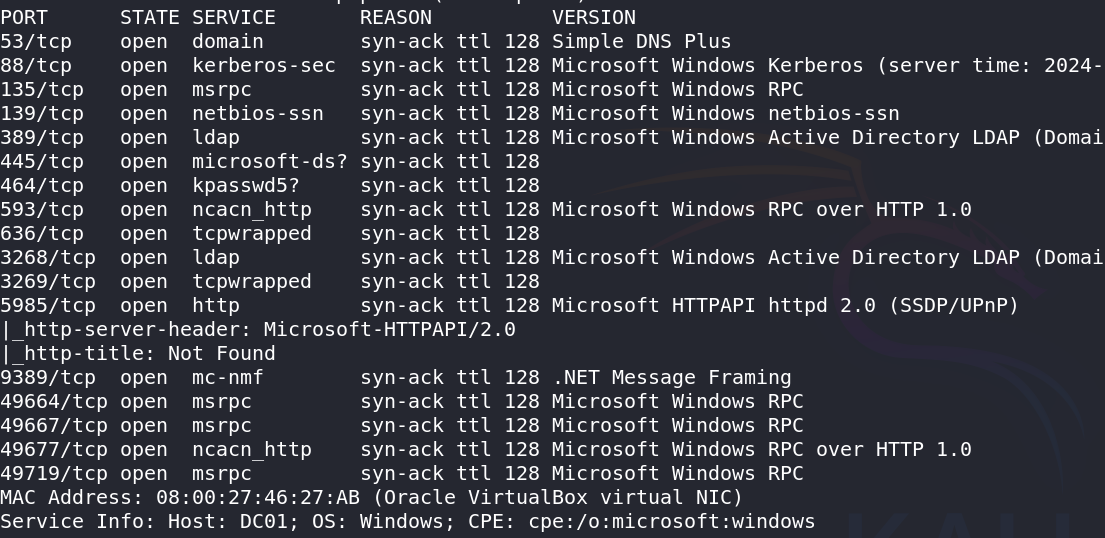 PORT STATE SERVICE REASON VERSION
53/tcp open domain syn-ack ttl 128 Simple DNS Plus
88/tcp open kerberos-sec syn-ack ttl 128 Microsoft Windows Kerberos (server time: 2024-
135/tcp open msrpc syn-ack ttl 128 Microsoft Windows RPC
139/tcp open netbios-ssn syn-ack ttl 128 Microsoft Windows netbios-ssn
389/tcp open ldap syn-ack ttl 128 Microsoft Windows Active Directory LDAP (Domai
445/tcp open microsoft-ds? syn-ack ttl 128
464/tcp open kpasswd5? syn-ack ttl 128
593/tcp open ncacn_http syn-ack ttl 128 Microsoft Windows RPC over HTTP 1.0
636/tcp open tcpwrapped syn-ack ttl 128
3268/tcp open ldap syn-ack ttl 128 Microsoft Windows Active Directory LDAP (Domai
3269/tcp open tcpwrapped syn-ack ttl 128
5985/tcp open http syn-ack ttl 128 Microsoft HTTPAPI httpd 2.0 (SSDP/UPnP)
|_http-server-header: Microsoft-HTTPAPI/2.0
|_http-title: Not Found
9389/tcp open mc-nmf syn-ack ttl 128 .NET Message Framing
49664/tcp open msrpc syn-ack ttl 128 Microsoft Windows RPC
49667/tcp open msrpc syn-ack ttl 128 Microsoft Windows RPC
49677/tcp open ncacn_http syn-ack ttl 128 Microsoft Windows RPC over HTTP 1.0
49719/tcp open msrpc syn-ack ttl 128 Microsoft Windows RPC
MAC Address: 08:00:27:46:27:AB (Oracle VirtualBox virtual NIC)
Service Info: Host: DC01; OS: Windows; CPE: cpe:/o:microsoft:windows